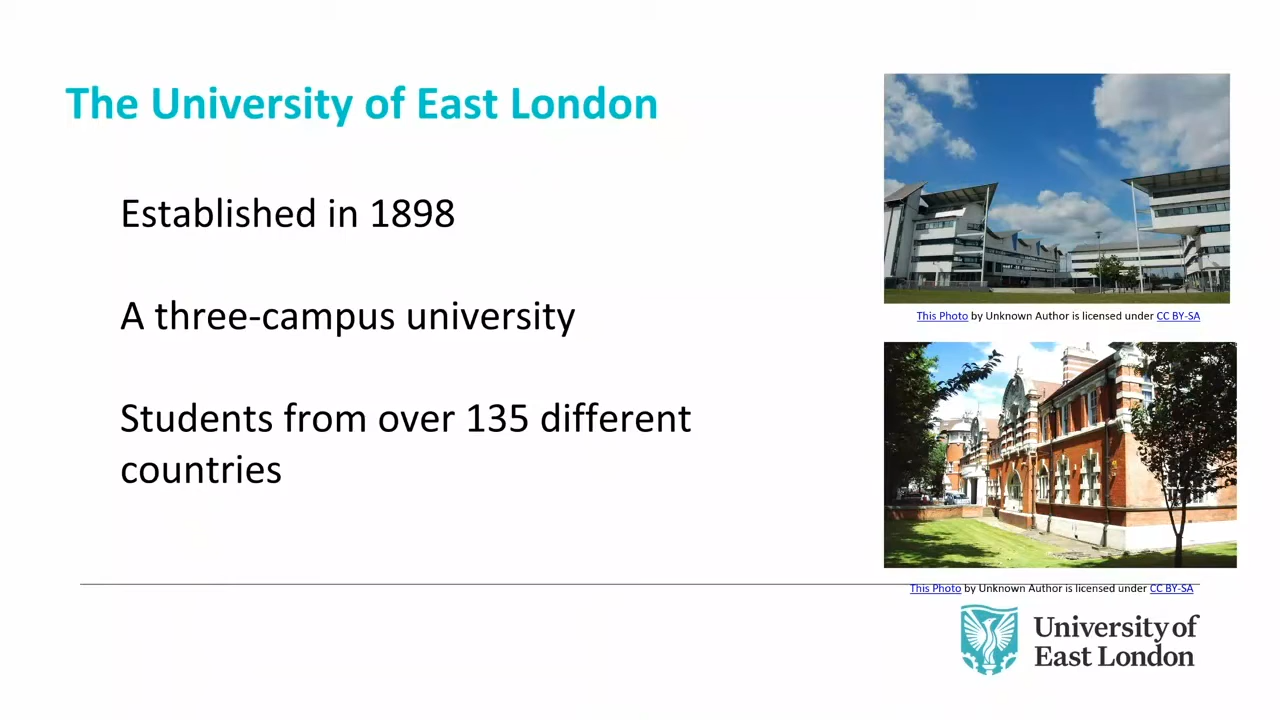 The University of East London
Established in 1898
A three-campus university
Students from over 135 different
countries
This Photo by Unknown Author is licensed under CC BY-SA
This Photo by Unknown Author is licensed under CC BY-SA
University of
East London